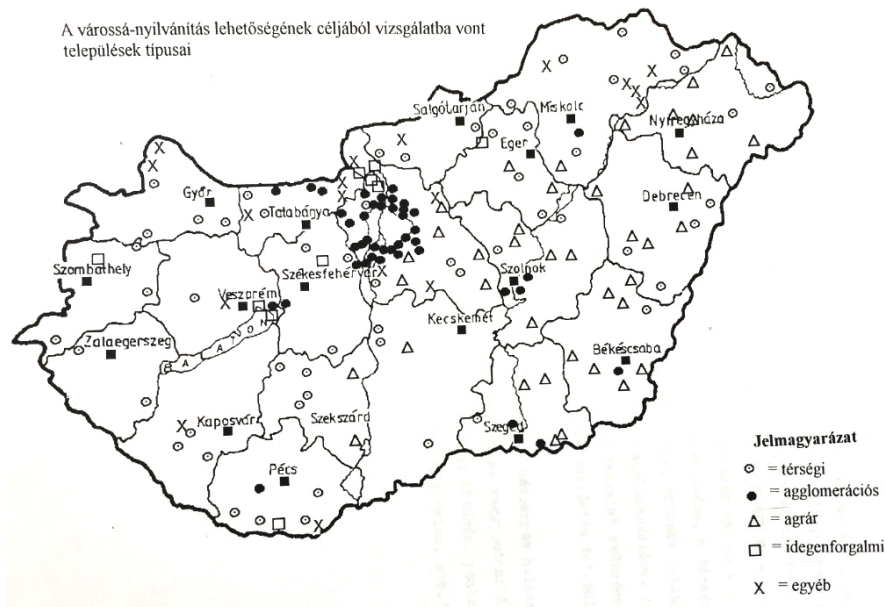 A várossá-nyilvánítás lehetőségének céljából vizsgálatba vont
települések típusai
Salgótarján
Miskolc
Eger
Nyíregyháza
Győr
Tatabánya
Debrecen
Szombathely
Székesfehérvár
Szolnok
Veszprém
Kecskemét
Zalaegerszeg
BALATON
Békéscsaba
Kaposvár
Szekszárd
Szeged
Pécs
Jelmagyarázat
= térségi
= agglomerációs
= agrár
= idegenforgalmi
X = egyéb